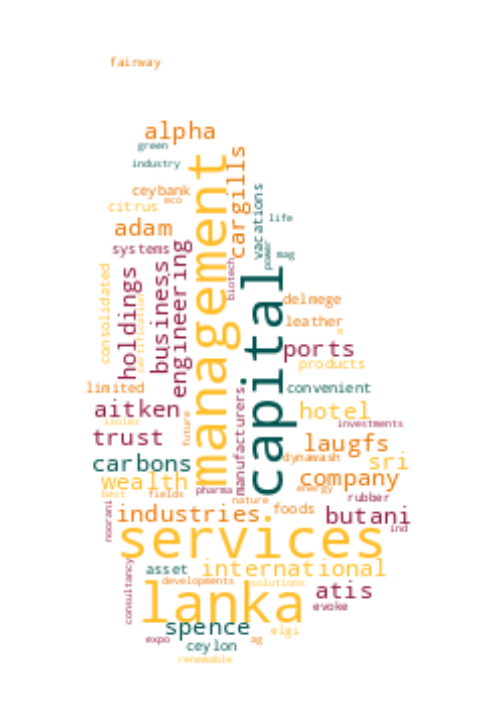 fairway
alpha
green
industry
cargills
management
ceybank
eco
citrus
vacations
life
adam
power
mag
systems
engineering
business
holdings
consolidated
certification
biotech
capital
delmege
leather
ports
products
limited
convenient
aitken
hotel
manufacturers
investments
future
trust
laugfs
carbons
dynawash
sri
wealth
company
best
fields
pharma
energy
rubber
nature
noorani
industries.
foods
butani
ind
services
asset
international
consultancy
developments
solutions
lanka
atis
evoke
spence
elgi
expo
ag
ceylon
renewable